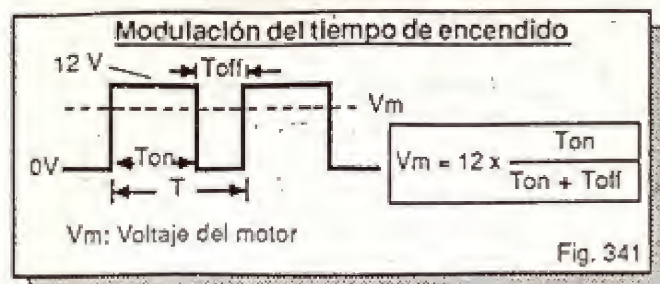 Modulación del tiempo de encendido
12 V
Toff
Vm
0V
Ton
T
Vm = 12 x Ton
Ton + Toff
Vm: Voltaje del motor
Fig. 341